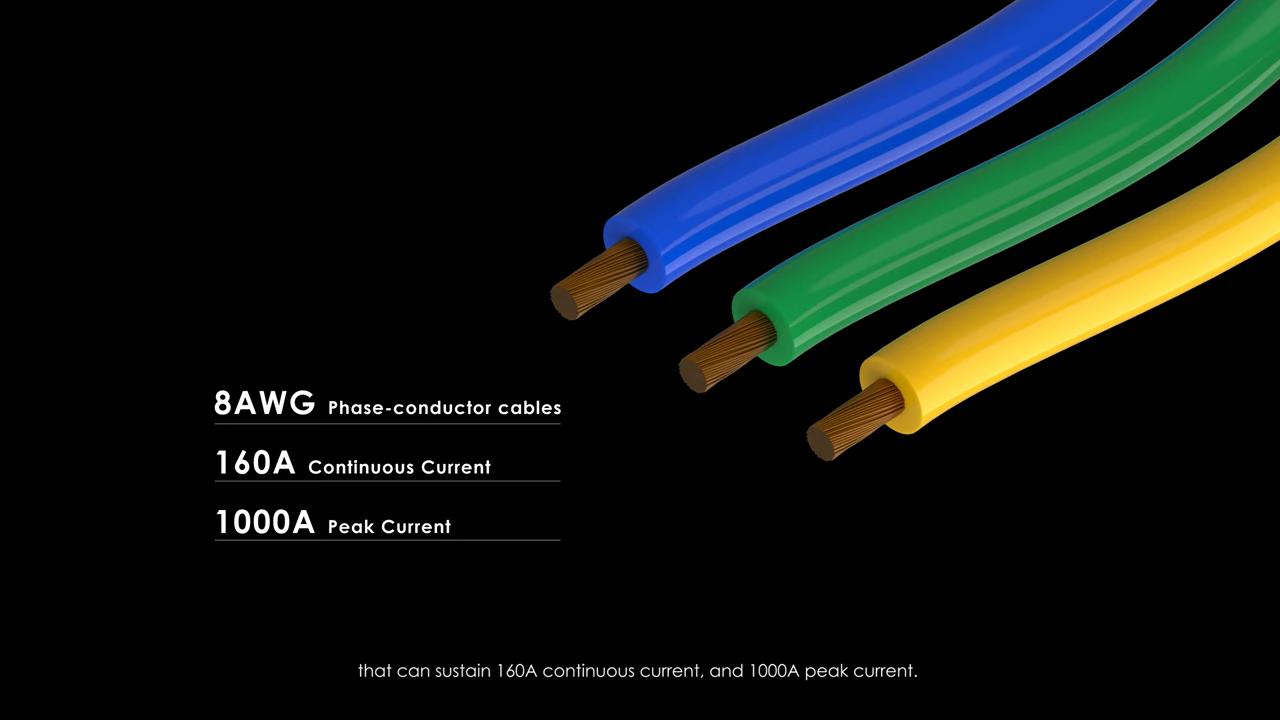 8AWG Phase-conductor cables
160A Continuous Current
1000A Peak Current
that can sustain 160A continuous current, and 1000A peak current.